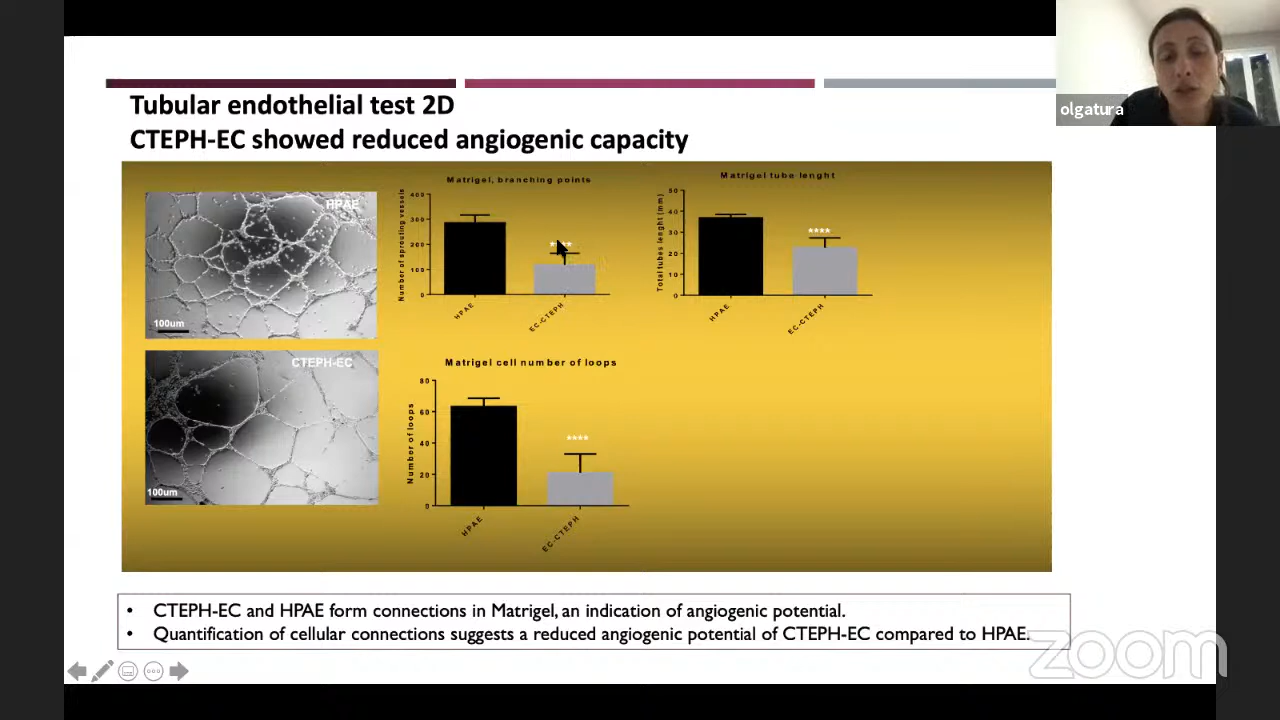 olgatura
Tubular endothelial test 2D
CTEPH-EC showed reduced angiogenic capacity
HPAE
100um
CTEPH-EC
100um
Matrigel, branching points
Number of sprouting vessels
400
300
200
100
0
****
HPAE
EC-CTEPH
Matrigel tube lenght
Total tubes lenght (mm)
50
40
30
20
10
0
****
HPAE
EC-CTEPH
Matrigel cell number of loops
Number of loops
80
60
40
20
0
****
HPAE
EC-CTEPH
• CTEPH-EC and HPAE form connections in Matrigel, an indication of angiogenic potential.
• Quantification of cellular connections suggests a reduced angiogenic potential of CTEPH-EC compared to HPAE.
zoom